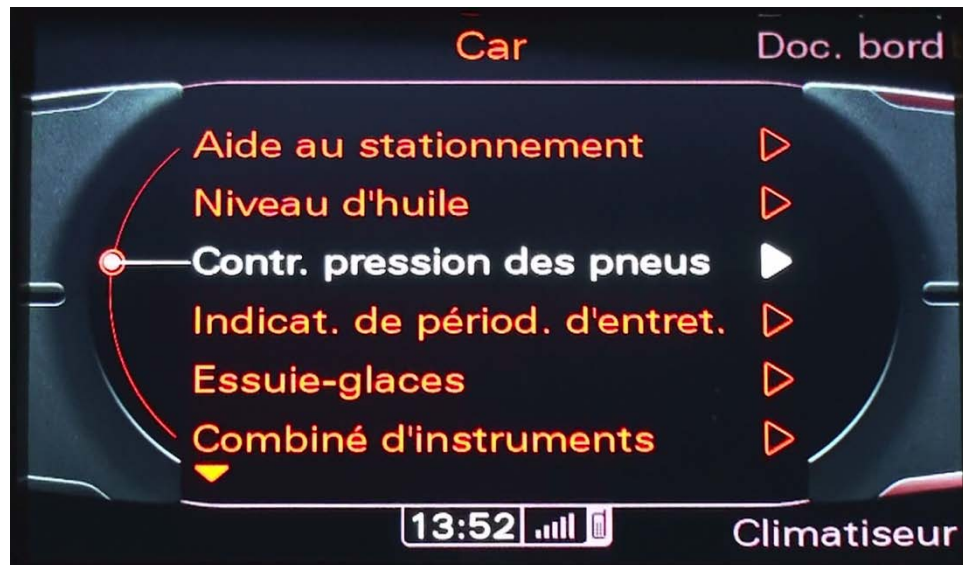 Car
Doc. bord
Aide au stationnement
Niveau d'huile
Contr. pression des pneus
Indicat. de périod. d'entret.
Essuie-glaces
Combiné d'instruments
13:52
Climatiseur